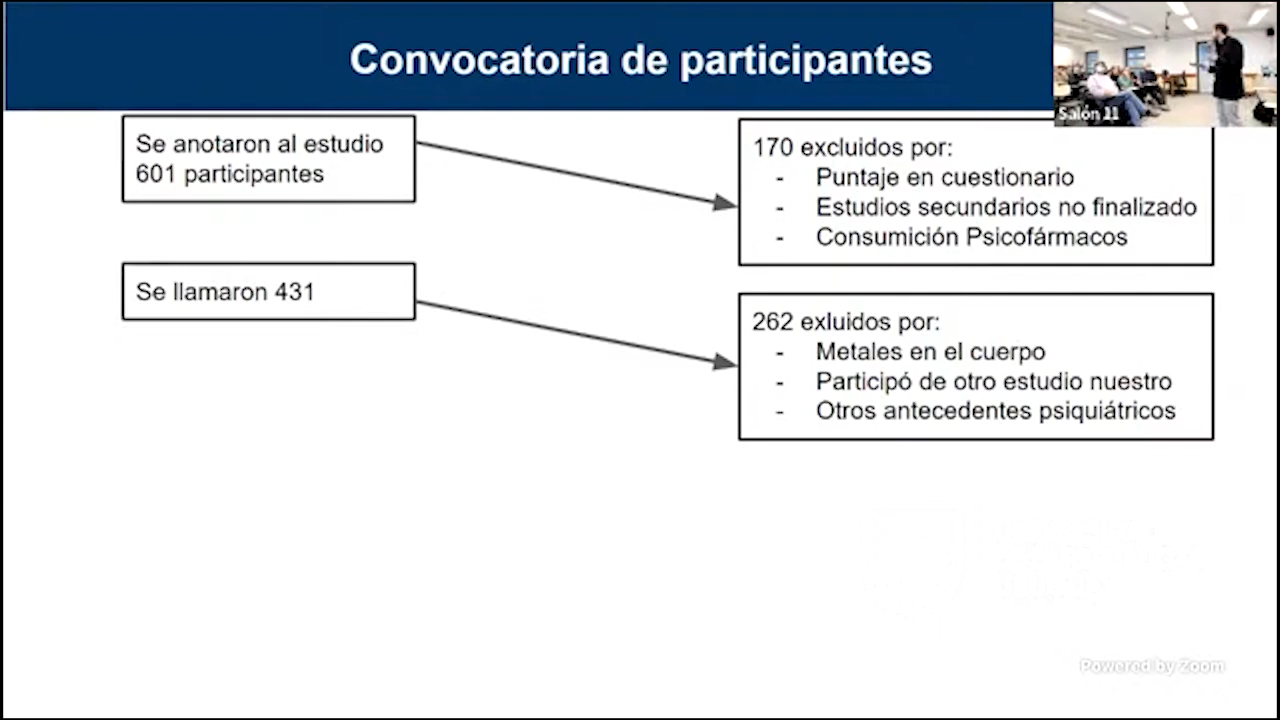 Convocatoria de participantes
Salón 11
Se anotaron al estudio
601 participantes
170 excluidos por:
- Puntaje en cuestionario
- Estudios secundarios no finalizado
- Consumición Psicofármacos
Se llamaron 431
262 exluidos por:
- Metales en el cuerpo
- Participó de otro estudio nuestro
- Otros antecedentes psiquiátricos
Powered by Zoom